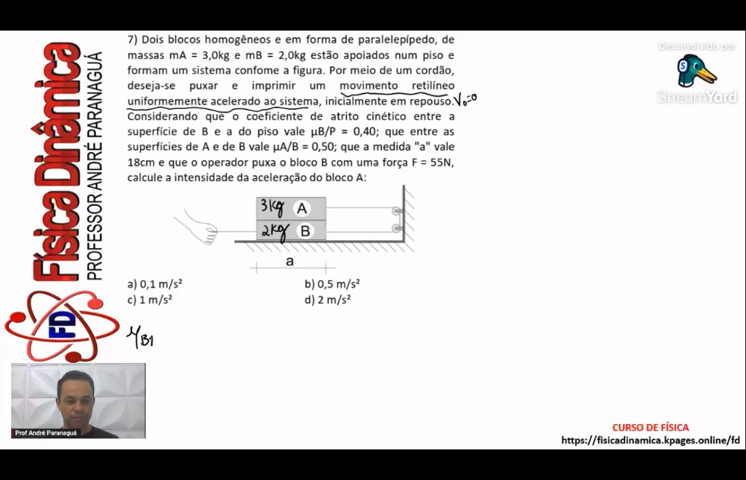 7) Dois blocos homogêneos e em forma de paralelepípedo, de
massas mA = 3,0kg e mB = 2,0kg estão apoiados num piso e
formam um sistema confome a figura. Por meio de um cordão,
deseja-se puxar e imprimir um movimento retilíneo
uniformemente acelerado ao sistema, inicialmente em repouso. V₀=0
Considerando que o coeficiente de atrito cinético entre a
superfície de B e a do piso vale µB/P = 0,40; que entre as
superfícies de A e de B vale µA/B = 0,50; que a medida "a" vale
18cm e que o operador puxa o bloco B com uma força F = 55N,
calcule a intensidade da aceleração do bloco A:
3kg A
2kg B
a
a) 0,1 m/s² b) 0,5 m/s²
c) 1 m/s² d) 2 m/s²
Física Dinâmica
PROFESSOR ANDRÉ PARANAGUÁ
FD
Prof André Paranaguá
Desenvolvido por
S
StreamYard
CURSO DE FÍSICA
https://fisicadinamica.kpages.online/fd